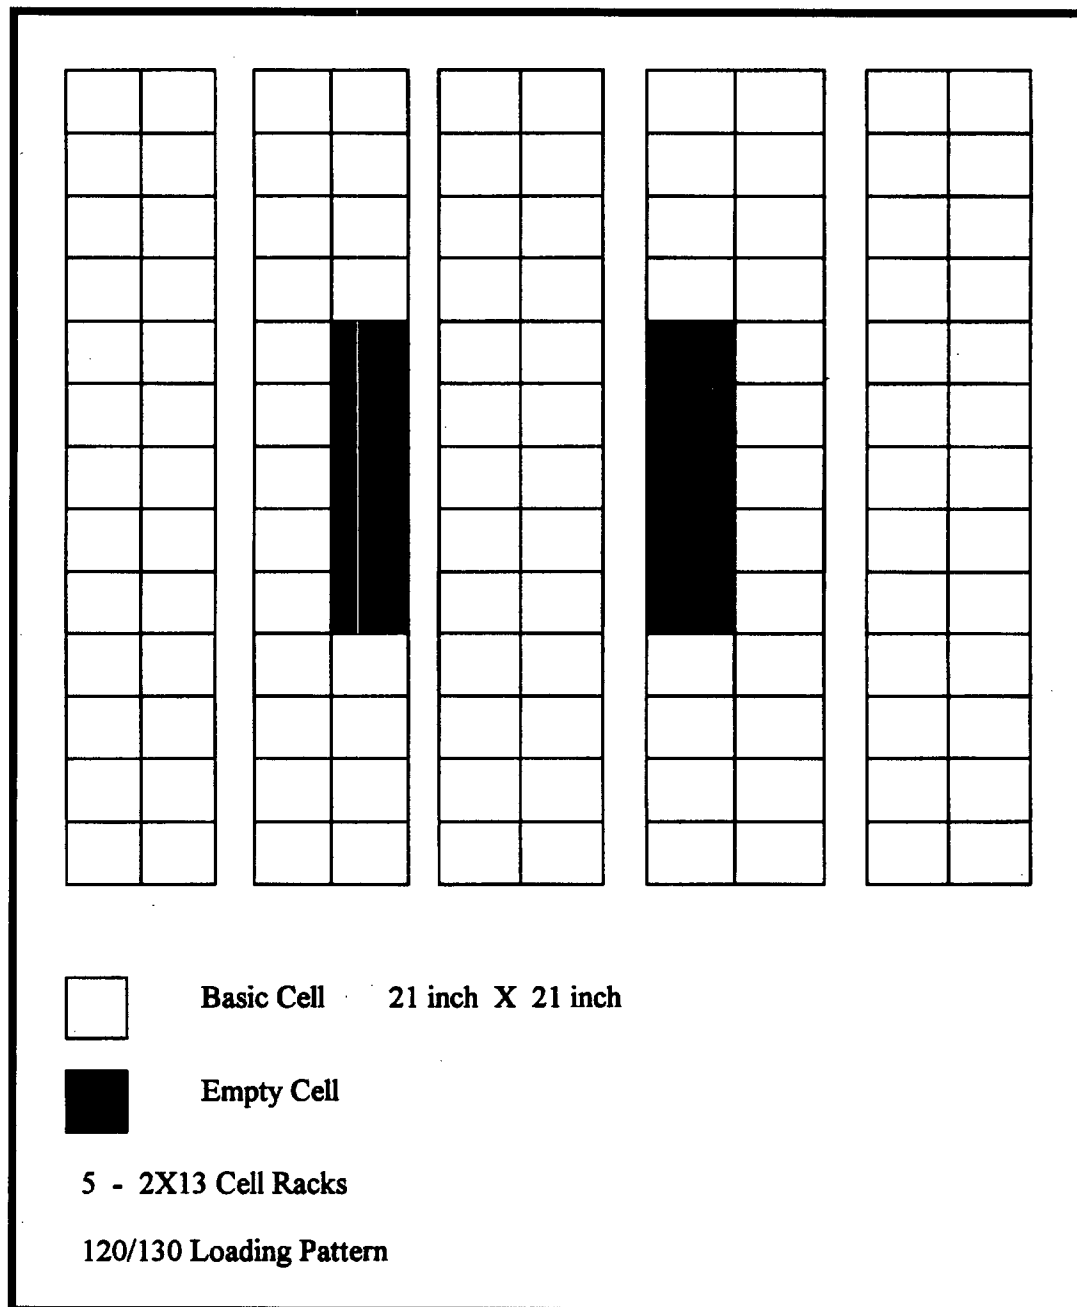 Basic Cell 21 inch X 21 inch
Empty Cell
5 - 2X13 Cell Racks
120/130 Loading Pattern